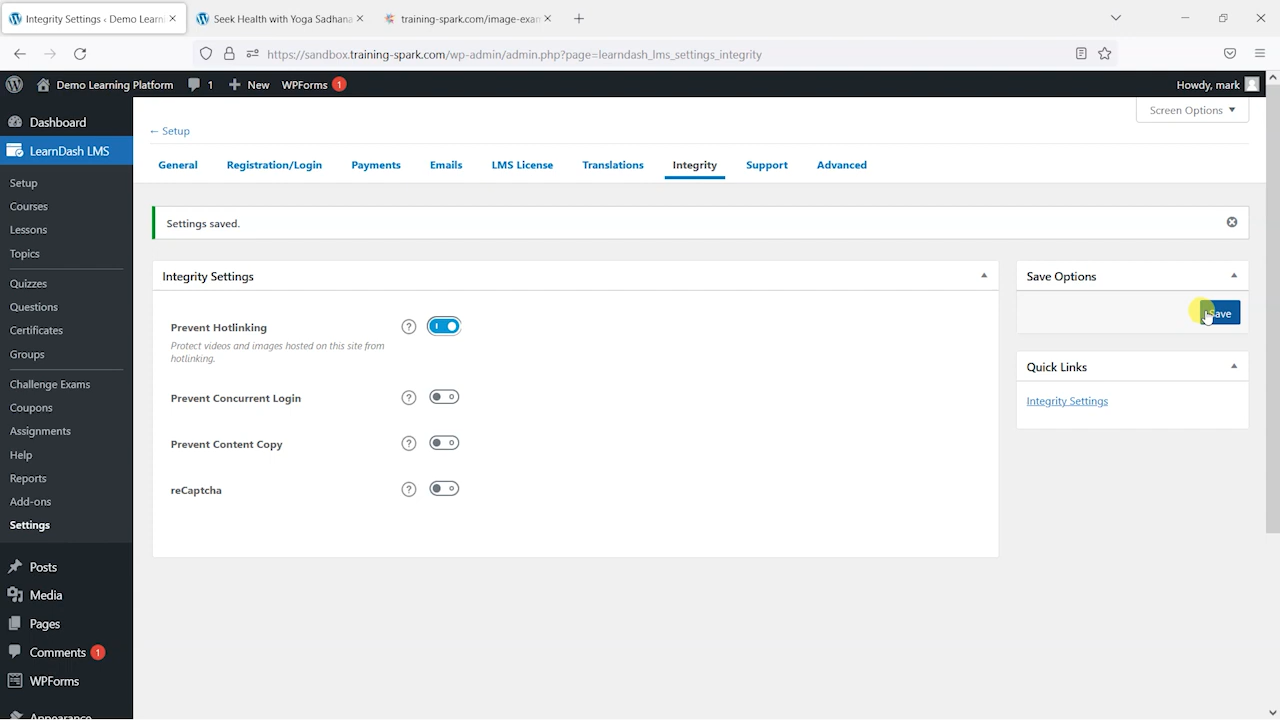 Integrity Settings ‹ Demo Learn
Seek Health with Yoga Sadhana
training-spark.com/image-exam
https://sandbox.training-spark.com/wp-admin/admin.php?page=learndash_lms_settings_integrity
Demo Learning Platform 1 New WPForms 1 Howdy, mark
Screen Options
← Setup
General Registration/Login Payments Emails LMS License Translations Integrity Support Advanced
Dashboard
LearnDash LMS
Setup
Courses
Lessons
Topics
Quizzes
Questions
Certificates
Groups
Challenge Exams
Coupons
Assignments
Help
Reports
Add-ons
Settings
Posts
Media
Pages
Comments 1
WPForms
Appearance
Settings saved.
Integrity Settings
Prevent Hotlinking
Protect videos and images hosted on this site from
hotlinking.
Prevent Concurrent Login
Prevent Content Copy
reCaptcha
Save Options
Save
Quick Links
Integrity Settings